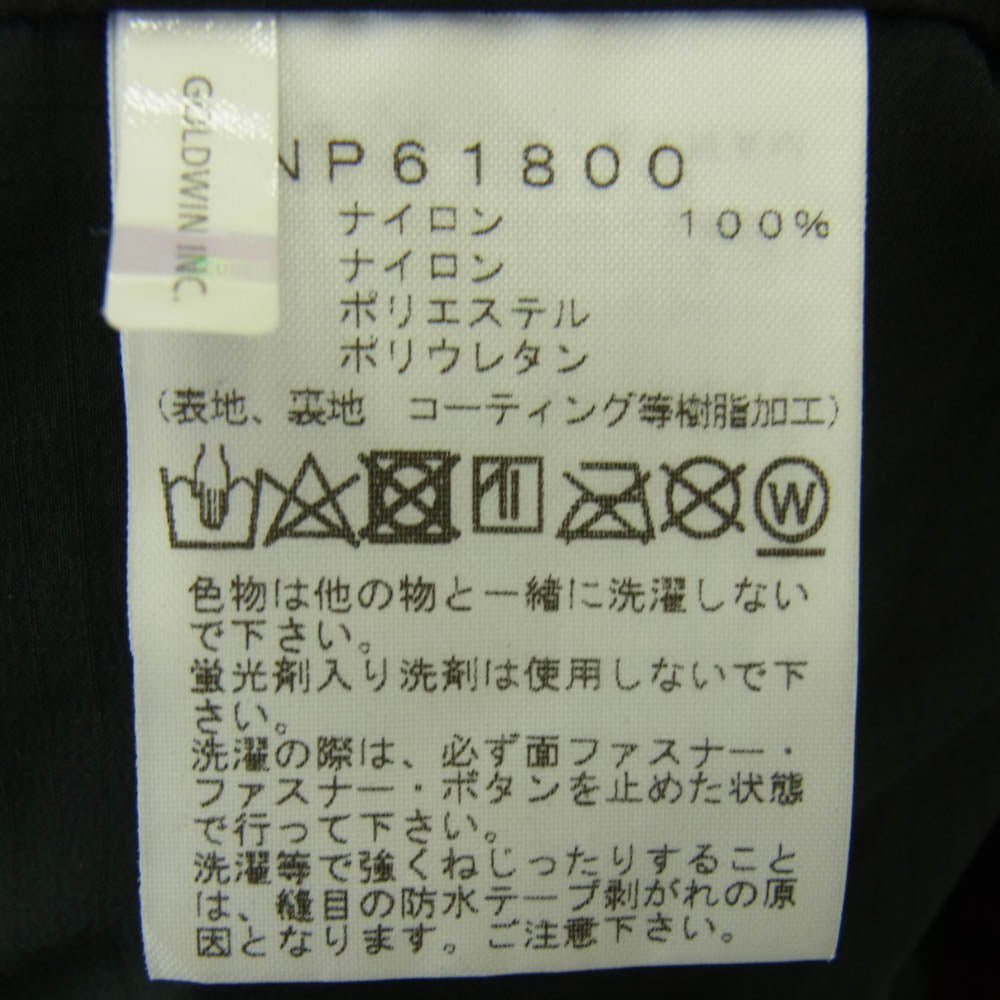 GOLDWIN INC.
NP61800
ナイロン 100%
ナイロン
ポリエステル
ポリウレタン
(表地、裏地 コーティング等樹脂加工)
W
色物は他の物と一緒に洗濯しない
で下さい。
蛍光剤入り洗剤は使用しないで下
さい。
洗濯の際は、必ず面ファスナー・
ファスナー・ボタンを止めた状態
で行って下さい。
洗濯等で強くねじったりすること
は、縫目の防水テープ剥がれの原
因となります。ご注意下さい。